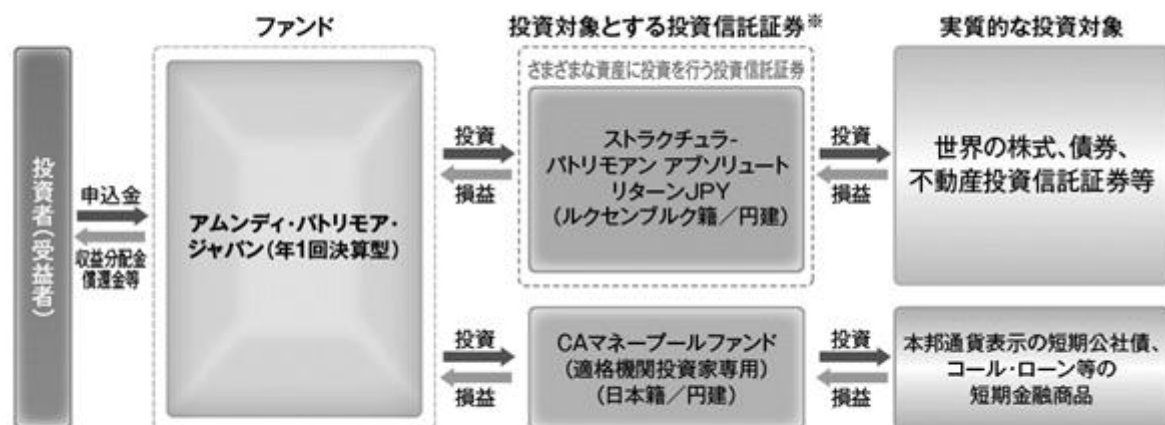 ファンド
投資対象とする投資信託証券※
実質的な投資対象
投資者(受益者)
申込金
収益分配金
償還金等
アムンディ・パトリモア・
ジャパン(年1回決算型)
投資
損益
さまざまな資産に投資を行う投資信託証券
ストラクチュラ-
パトリモアン アブソリュート
リターンJPY
(ルクセンブルク籍/円建)
投資
損益
世界の株式、債券、
不動産投資信託証券等
投資
損益
CAマネープールファンド
(適格機関投資家専用)
(日本籍/円建)
投資
損益
本邦通貨表示の短期公社債、
コール・ローン等の
短期金融商品